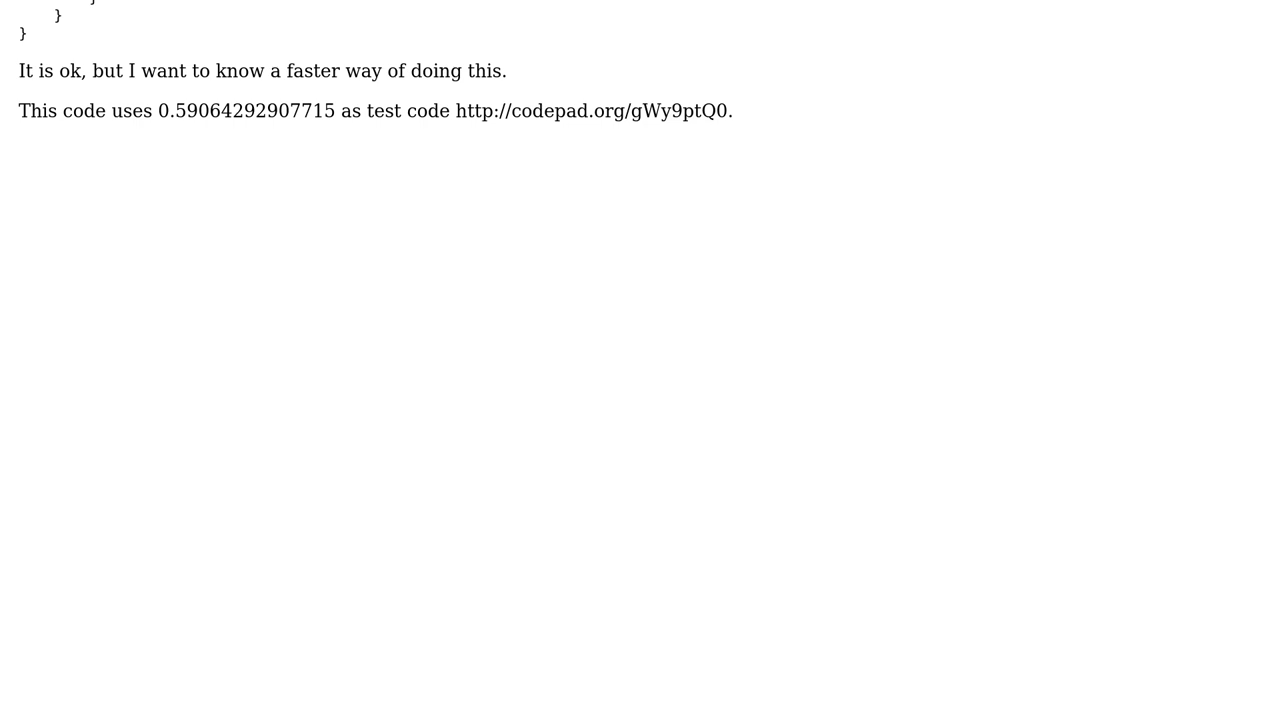 }
}
}
It is ok, but I want to know a faster way of doing this.
This code uses 0.59064292907715 as test code http://codepad.org/gWy9ptQ0.